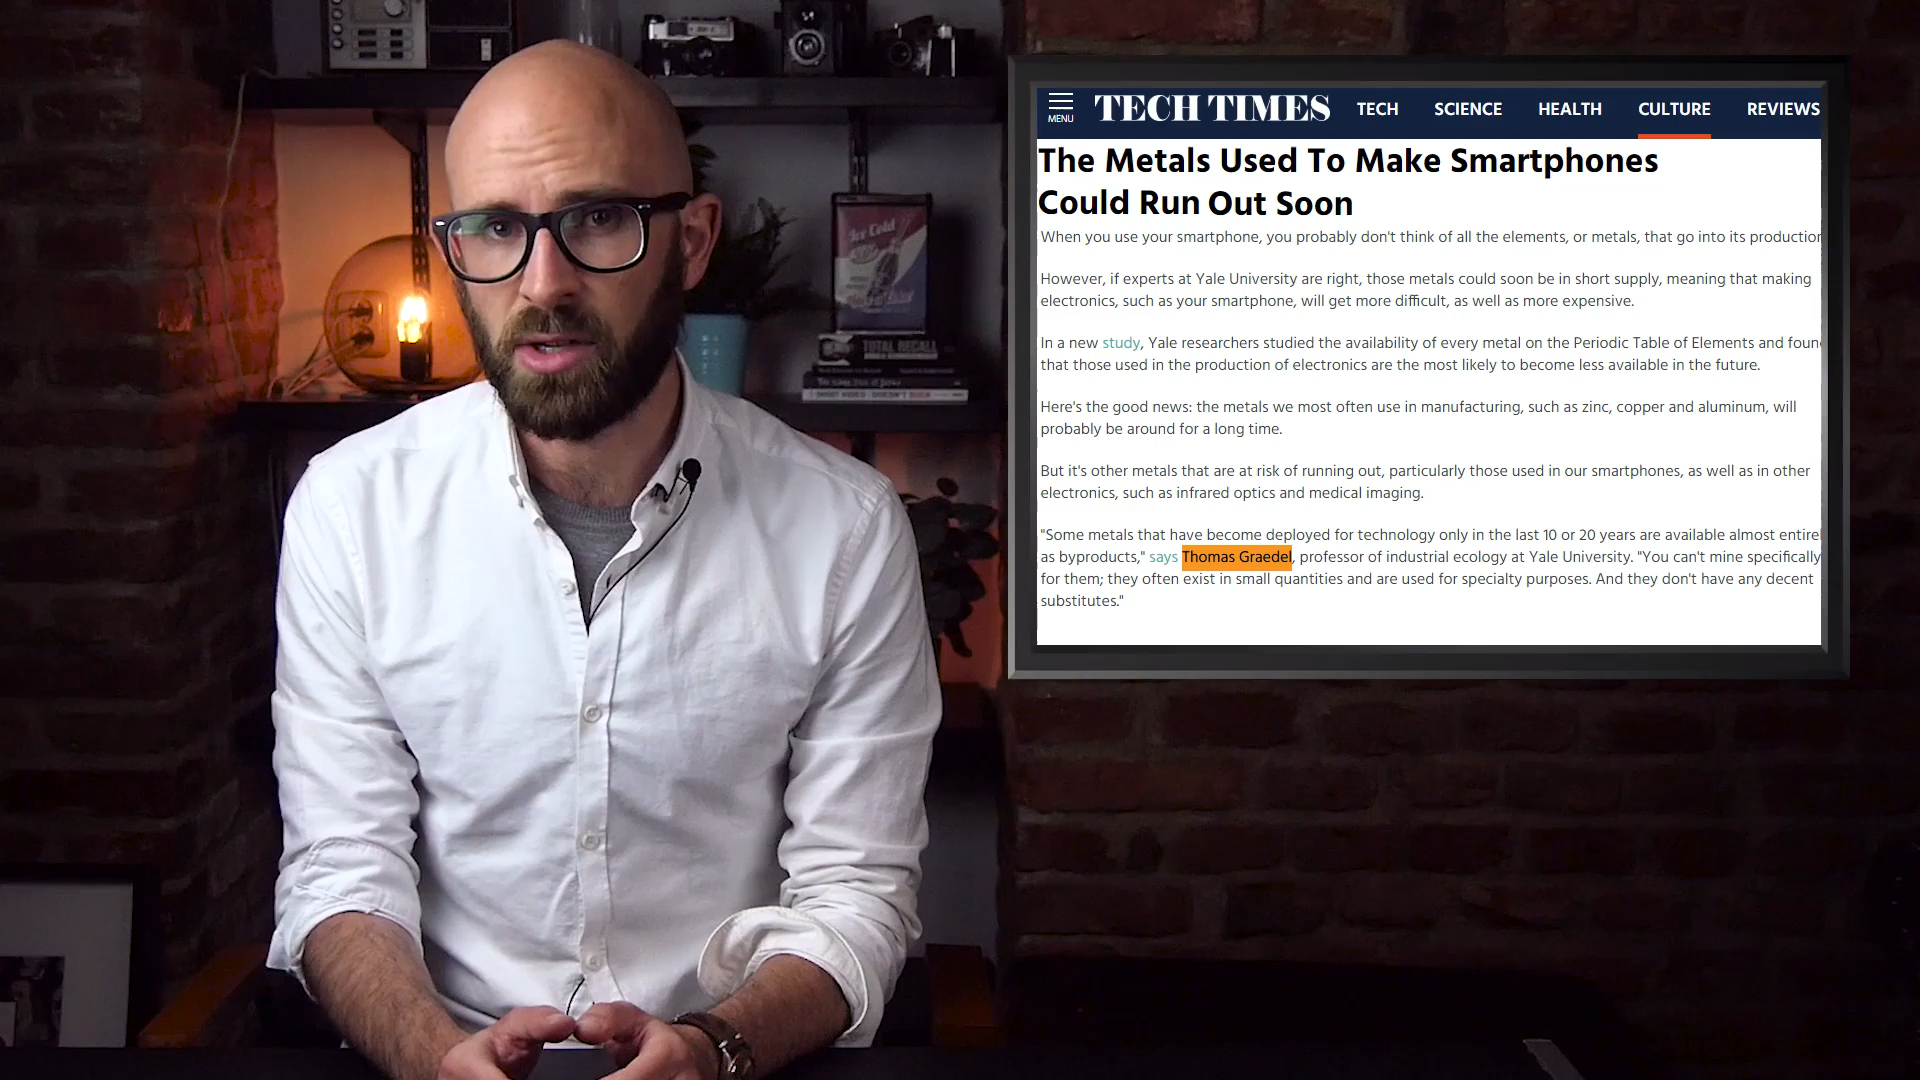 MENU
TECH TIMES
TECH
SCIENCE
HEALTH
CULTURE
REVIEWS
The Metals Used To Make Smartphones
Could Run Out Soon
When you use your smartphone, you probably don't think of all the elements, or metals, that go into its production
However, if experts at Yale University are right, those metals could soon be in short supply, meaning that making
electronics, such as your smartphone, will get more difficult, as well as more expensive.
In a new study, Yale researchers studied the availability of every metal on the Periodic Table of Elements and foun
that those used in the production of electronics are the most likely to become less available in the future.
Here's the good news: the metals we most often use in manufacturing, such as zinc, copper and aluminum, will
probably be around for a long time.
But it's other metals that are at risk of running out, particularly those used in our smartphones, as well as in other
electronics, such as infrared optics and medical imaging.
"Some metals that have become deployed for technology only in the last 10 or 20 years are available almost entirel
as byproducts," says Thomas Graedel, professor of industrial ecology at Yale University. "You can't mine specifically
for them; they often exist in small quantities and are used for specialty purposes. And they don't have any decent
substitutes."
Ice Cold
TOTAL RECALL